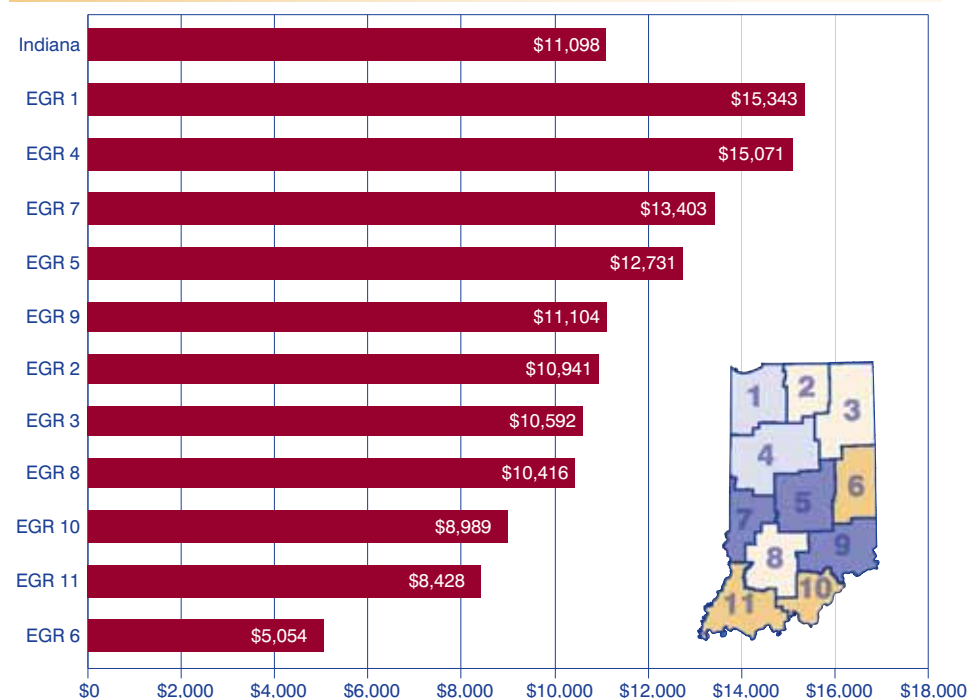 Indiana $11,098
EGR 1 $15,343
EGR 4 $15,071
EGR 7 $13,403
EGR 5 $12,731
EGR 9 $11,104
EGR 2 $10,941
EGR 3 $10,592
EGR 8 $10,416
EGR 10 $8,989
EGR 11 $8,428
EGR 6 $5,054
$0 $2,000 $4,000 $6,000 $8,000 $10,000 $12,000 $14,000 $16,000 $18,000
1
2
3
4
5
6
7
8
9
10
11